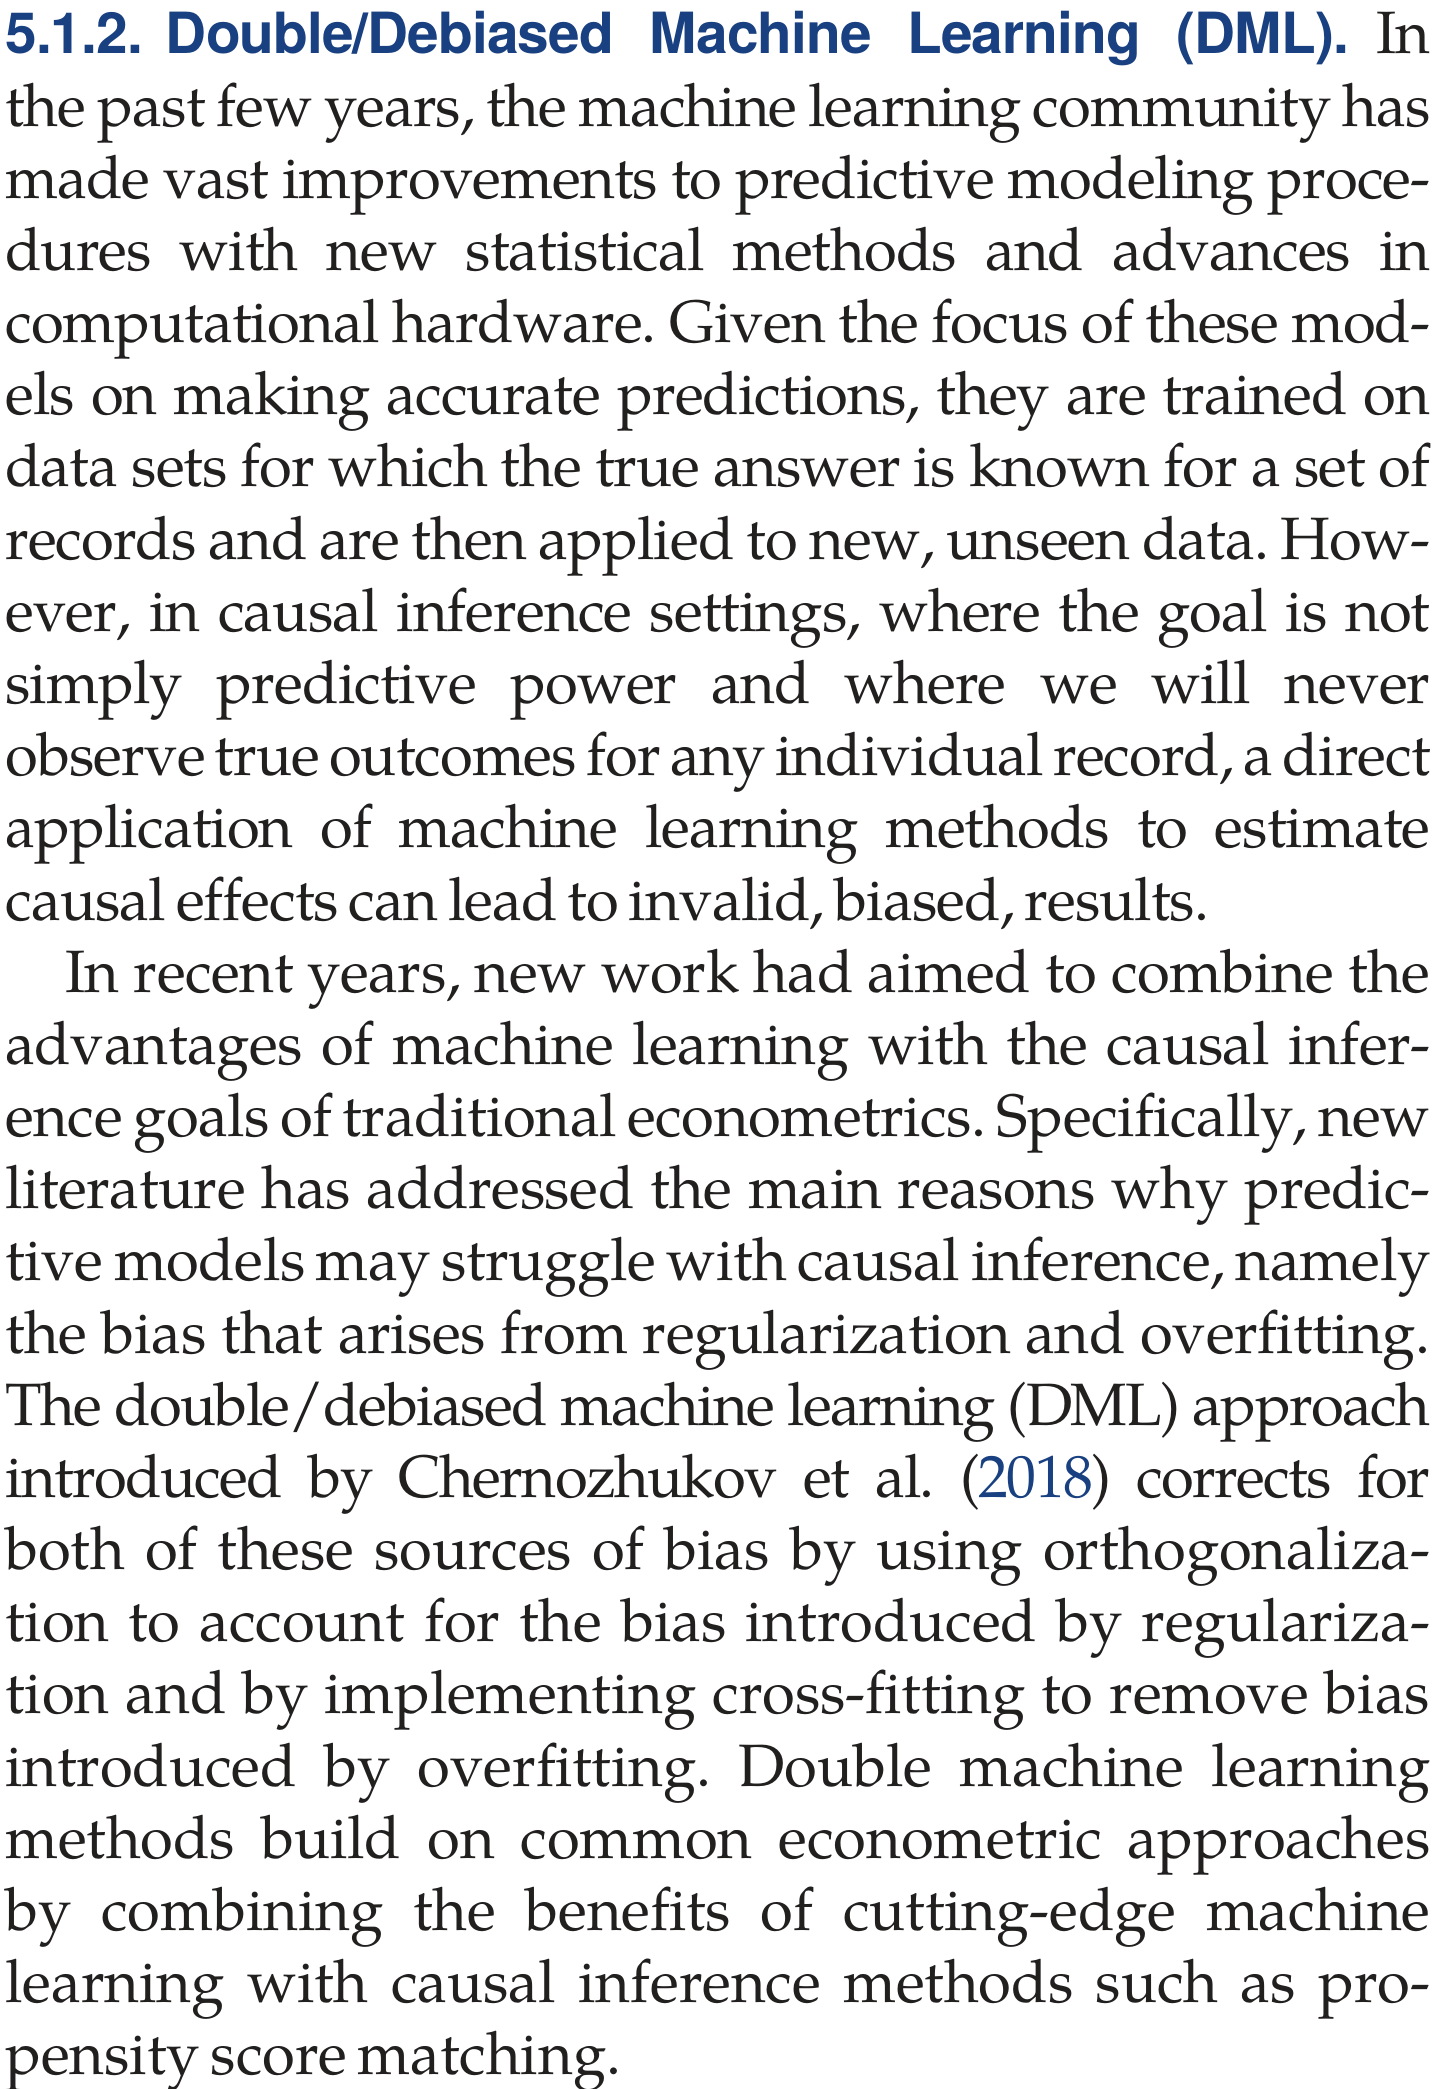 5.1.2. Double/Debiased Machine Learning (DML). In
the past few years, the machine learning community has
made vast improvements to predictive modeling proce-
dures with new statistical methods and advances in
computational hardware. Given the focus of these mod-
els on making accurate predictions, they are trained on
data sets for which the true answer is known for a set of
records and are then applied to new, unseen data. How-
ever, in causal inference settings, where the goal is not
simply predictive power and where we will never
observe true outcomes for any individual record, a direct
application of machine learning methods to estimate
causal effects can lead to invalid, biased, results.
In recent years, new work had aimed to combine the
advantages of machine learning with the causal infer-
ence goals of traditional econometrics. Specifically, new
literature has addressed the main reasons why predic-
tive models may struggle with causal inference, namely
the bias that arises from regularization and overfitting.
The double/debiased machine learning (DML) approach
introduced by Chernozhukov et al. (2018) corrects for
both of these sources of bias by using orthogonaliza-
tion to account for the bias introduced by regulariza-
tion and by implementing cross-fitting to remove bias
introduced by overfitting. Double machine learning
methods build on common econometric approaches
by combining the benefits of cutting-edge machine
learning with causal inference methods such as pro-
pensity score matching.